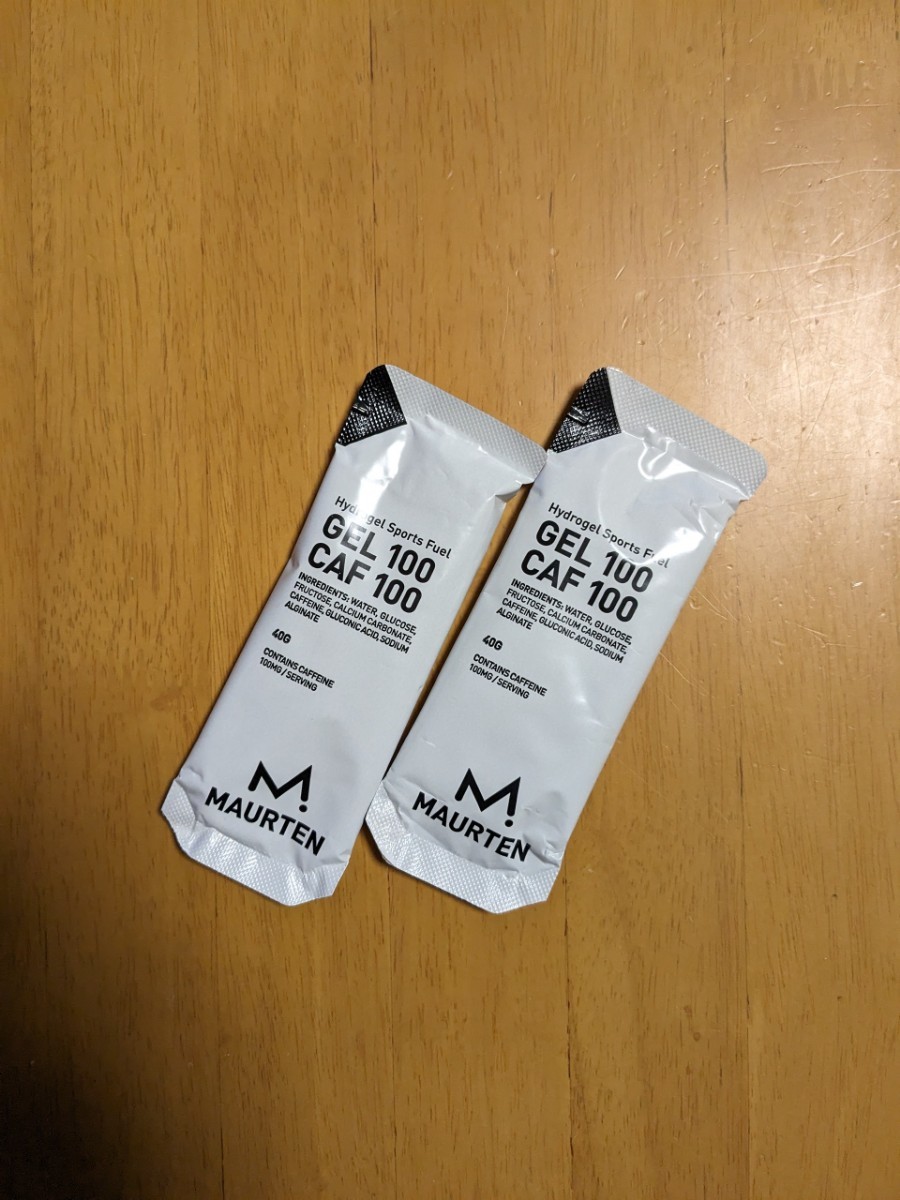 Hydrogel Sports Fuel
GEL 100
CAF 100
INGREDIENTS: WATER, GLUCOSE,
FRUCTOSE, CALCIUM CARBONATE,
CAFFEINE, GLUCONIC ACID, SODIUM
ALGINATE
40G
CONTAINS CAFFEINE
100MG / SERVING
MAURTEN
Hydrogel Sports Fuel
GEL 100
CAF 100
INGREDIENTS: WATER, GLUCOSE,
FRUCTOSE, CALCIUM CARBONATE,
CAFFEINE, GLUCONIC ACID, SODIUM
ALGINATE
40G
CONTAINS CAFFEINE
100MG / SERVING
MAURTEN